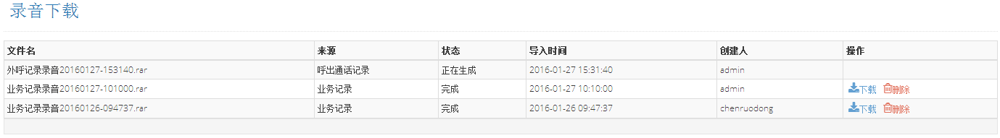 录音下载
文件名 来源 状态 导入时间 创建人 操作
外呼记录录音20160127-153140.rar 呼出通话记录 正在生成 2016-01-27 15:31:40 admin
业务记录录音20160127-101000.rar 业务记录 完成 2016-01-27 10:10:00 admin 下载 删除
业务记录录音20160126-094737.rar 业务记录 完成 2016-01-26 09:47:37 chenruodong 下载 删除